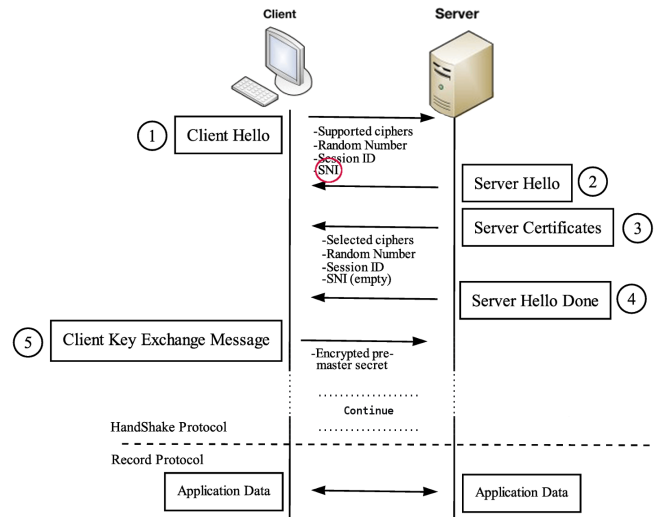 Client
Server
1
Client Hello
-Supported ciphers
-Random Number
-Session ID
-SNI
Server Hello
2
Server Certificates
3
-Selected ciphers
-Random Number
-Session ID
-SNI (empty)
Server Hello Done
4
5
Client Key Exchange Message
-Encrypted pre-
master secret
Continue
HandShake Protocol
Record Protocol
Application Data
Application Data